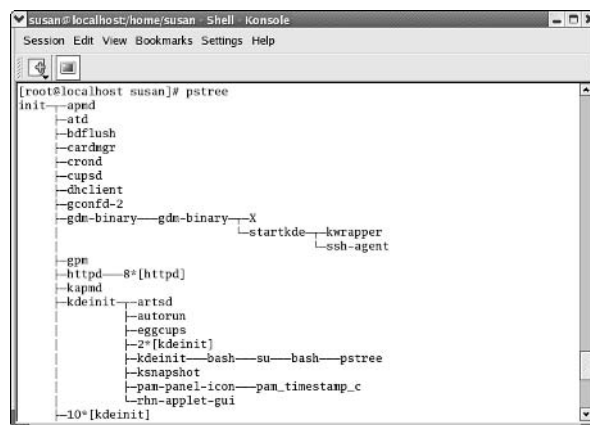 susan@localhost:/home/susan - Shell - Konsole
Session Edit View Bookmarks Settings Help
[root@localhost susan]# pstree
init─┬─apmd
     ├─atd
     ├─bdflush
     ├─cardmgr
     ├─crond
     ├─cupsd
     ├─dhclient
     ├─gconfd-2
     ├─gdm-binary───gdm-binary─┬─X
     │                         └─startkde─┬─kwrapper
     │                                    └─ssh-agent
     ├─gpm
     ├─httpd───8*[httpd]
     ├─kapmd
     ├─kdeinit─┬─artsd
     │         ├─autorun
     │         ├─eggcups
     │         ├─2*[kdeinit]
     │         ├─kdeinit───bash───su───bash───pstree
     │         ├─ksnapshot
     │         ├─pam-panel-icon───pam_timestamp_c
     │         └─rhn-applet-gui
     ├─10*[kdeinit]